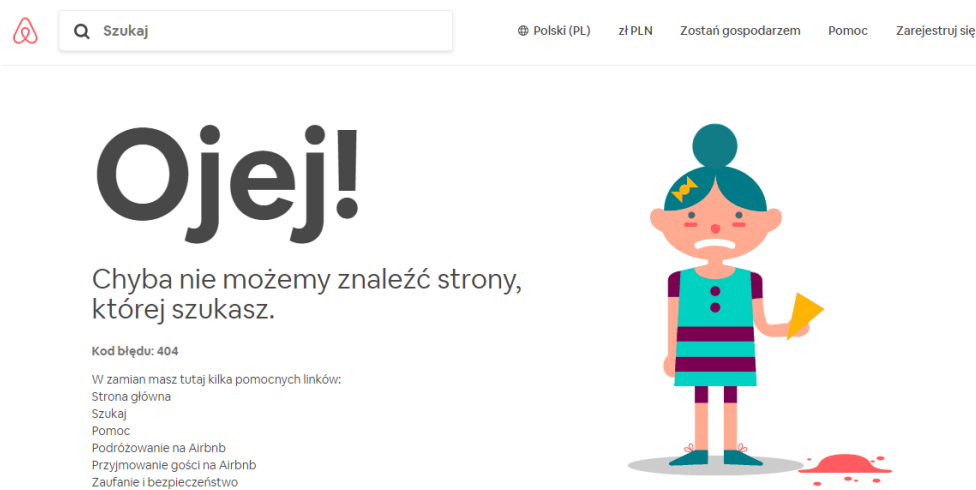 Szukaj
Polski (PL) zł PLN Zostań gospodarzem Pomoc Zarejestruj się
Ojej!
Chyba nie możemy znaleźć strony,
której szukasz.
Kod błędu: 404
W zamian masz tutaj kilka pomocnych linków:
Strona główna
Szukaj
Pomoc
Podróżowanie na Airbnb
Przyjmowanie gości na Airbnb
Zaufanie i bezpieczeństwo